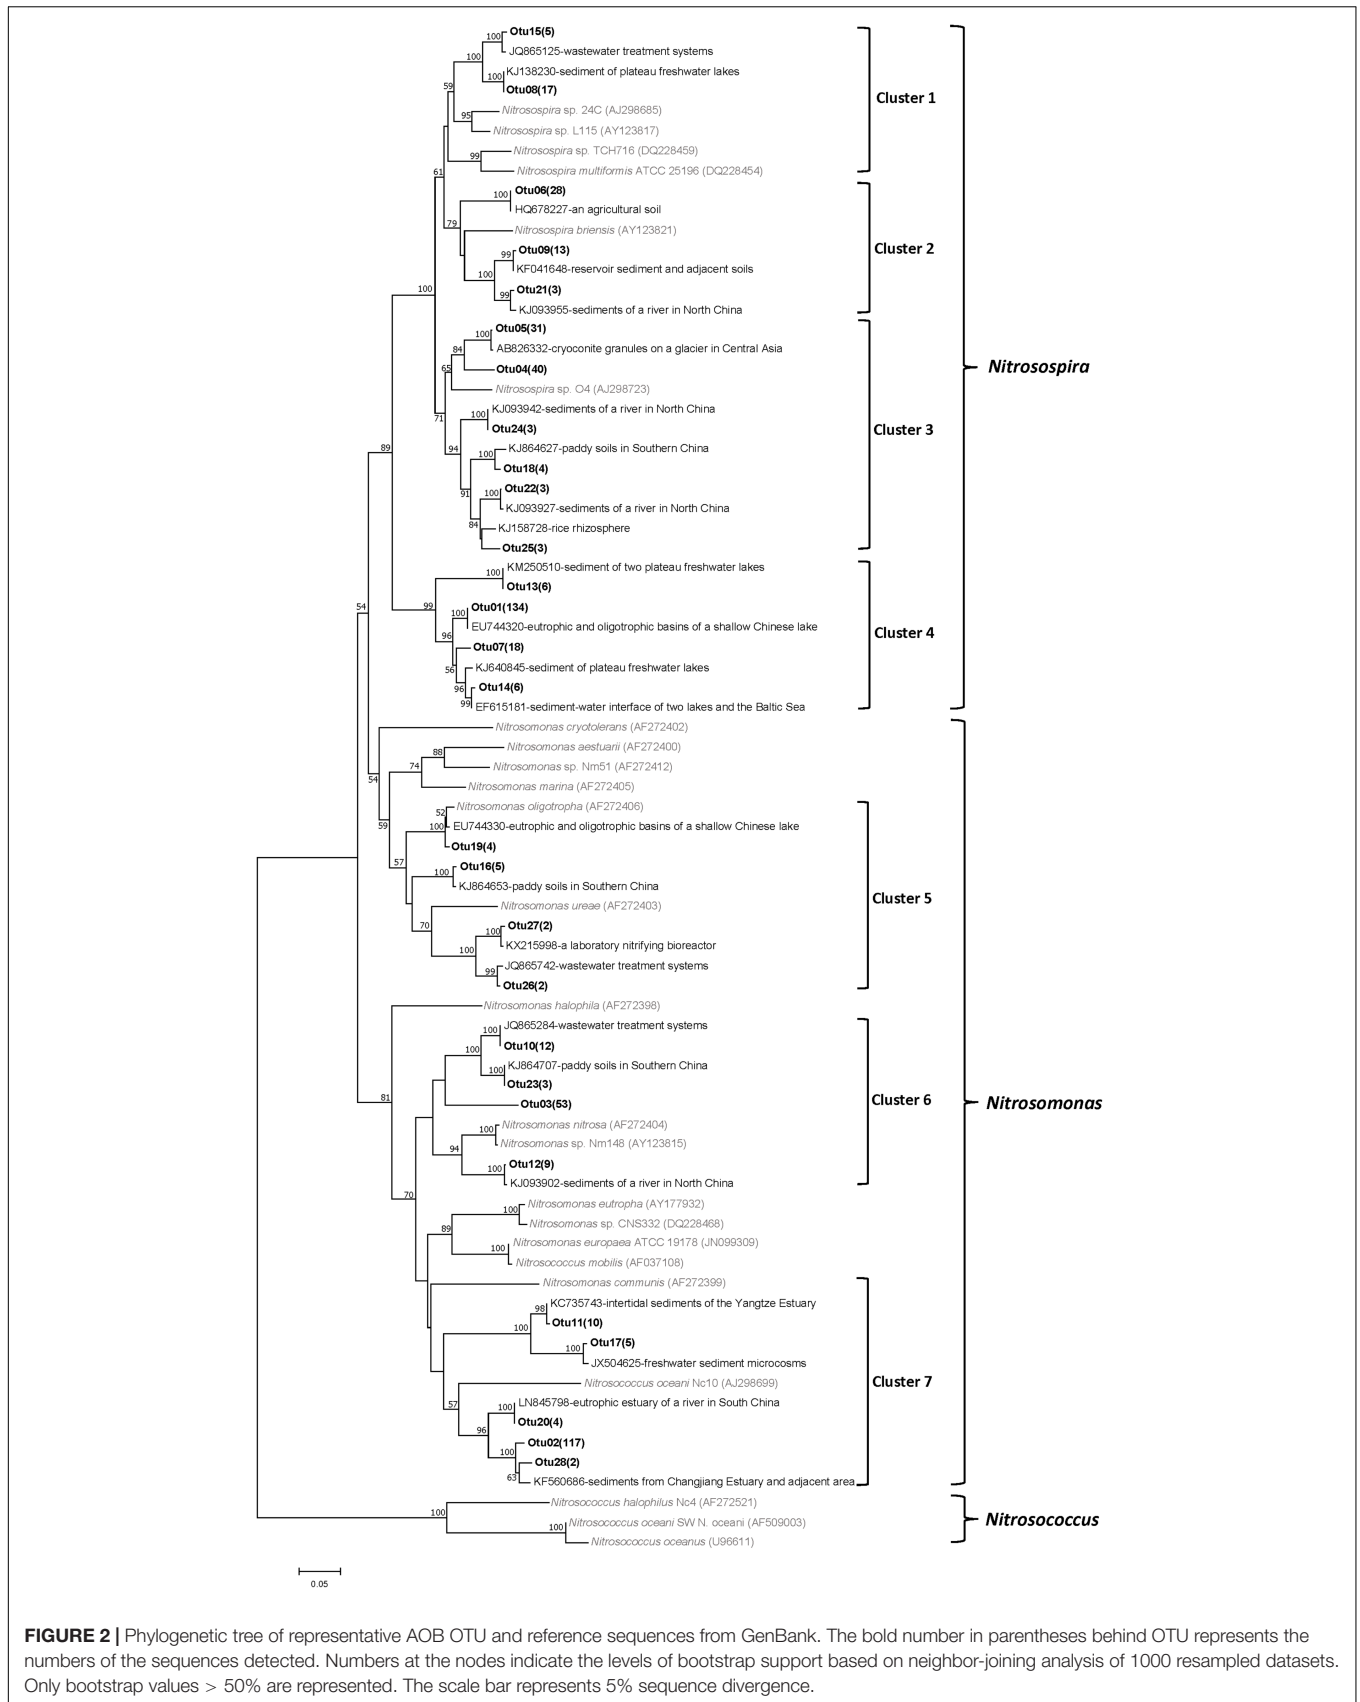 Otu15(5)
100
JQ865125-wastewater treatment systems
100
KJ138230-sediment of plateau freshwater lakes
100
Otu08(17)
59
Cluster 1
Nitrosospira sp. 24C (AJ298685)
95
Nitrosospira sp. L115 (AY123817)
Nitrosospira sp. TCH716 (DQ228459)
99
Nitrosospira multiformis ATCC 25196 (DQ228454)
61
Otu06(28)
100
HQ678227-an agricultural soil
79
Nitrosospira briensis (AY123821)
Cluster 2
Otu09(13)
99
KF041648-reservoir sediment and adjacent soils
100
Otu21(3)
99
100
KJ093955-sediments of a river in North China
Otu05(31)
100
AB826332-cryoconite granules on a glacier in Central Asia
84
Nitrosospira
65
Otu04(40)
Nitrosospira sp. O4 (AJ298723)
KJ093942-sediments of a river in North China
71
100
Otu24(3)
Cluster 3
94
KJ864627-paddy soils in Southern China
89
100
Otu18(4)
91
Otu22(3)
100
KJ093927-sediments of a river in North China
84
KJ158728-rice rhizosphere
Otu25(3)
KM250510-sediment of two plateau freshwater lakes
100
Otu13(6)
99
54
Otu01(134)
100
EU744320-eutrophic and oligotrophic basins of a shallow Chinese lake
96
Cluster 4
Otu07(18)
56
KJ640845-sediment of plateau freshwater lakes
96
Otu14(6)
99
EF615181-sediment-water interface of two lakes and the Baltic Sea
Nitrosomonas cryotolerans (AF272402)
Nitrosomonas aestuarii (AF272400)
88
74
Nitrosomonas sp. Nm51 (AF272412)
54
Nitrosomonas marina (AF272405)
Nitrosomonas oligotropha (AF272406)
52
59
100
EU744330-eutrophic and oligotrophic basins of a shallow Chinese lake
Otu19(4)
57
Otu16(5)
100
KJ864653-paddy soils in Southern China
Cluster 5
Nitrosomonas ureae (AF272403)
70
Otu27(2)
100
KX215998-a laboratory nitrifying bioreactor
100
JQ865742-wastewater treatment systems
99
Otu26(2)
Nitrosomonas halophila (AF272398)
JQ865284-wastewater treatment systems
100
Otu10(12)
100
KJ864707-paddy soils in Southern China
100
Otu23(3)
81
Otu03(53)
Cluster 6
Nitrosomonas
Nitrosomonas nitrosa (AF272404)
100
Nitrosomonas sp. Nm148 (AY123815)
94
Otu12(9)
100
KJ093902-sediments of a river in North China
70
Nitrosomonas eutropha (AY177932)
100
Nitrosomonas sp. CNS332 (DQ228468)
89
Nitrosomonas europaea ATCC 19178 (JN099309)
100
Nitrosococcus mobilis (AF037108)
Nitrosomonas communis (AF272399)
KC735743-intertidal sediments of the Yangtze Estuary
98
Otu11(10)
100
Otu17(5)
100
JX504625-freshwater sediment microcosms
Nitrosococcus oceani Nc10 (AJ298699)
Cluster 7
57
LN845798-eutrophic estuary of a river in South China
100
Otu20(4)
96
Otu02(117)
100
Otu28(2)
63
KF560686-sediments from Changjiang Estuary and adjacent area
Nitrosococcus halophilus Nc4 (AF272521)
100
Nitrosococcus oceani SW N. oceani (AF509003)
Nitrosococcus
100
Nitrosococcus oceanus (U96611)
0.05
FIGURE 2 | Phylogenetic tree of representative AOB OTU and reference sequences from GenBank. The bold number in parentheses behind OTU represents the
numbers of the sequences detected. Numbers at the nodes indicate the levels of bootstrap support based on neighbor-joining analysis of 1000 resampled datasets.
Only bootstrap values > 50% are represented. The scale bar represents 5% sequence divergence.